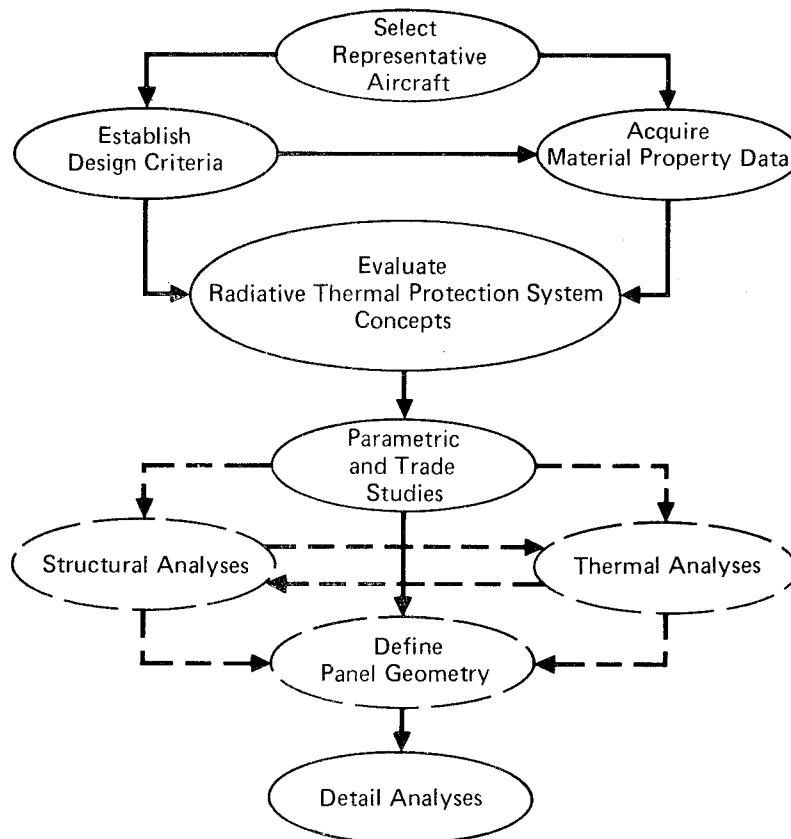 Select
Representative
Aircraft
Establish
Design Criteria
Acquire
Material Property Data
Evaluate
Radiative Thermal Protection System
Concepts
Parametric
and Trade
Studies
Structural Analyses
Thermal Analyses
Define
Panel Geometry
Detail Analyses